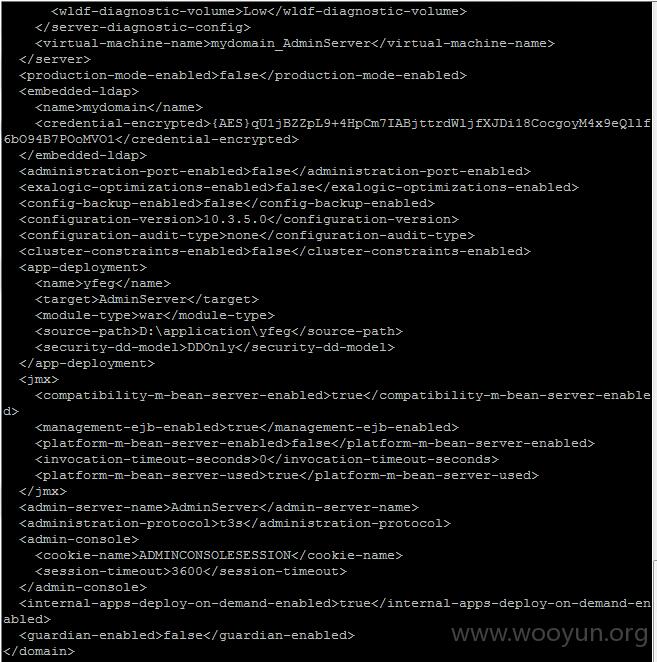 <wldf-diagnostic-volume>Low</wldf-diagnostic-volume>
</server-diagnostic-config>
<virtual-machine-name>mydomain_AdminServer</virtual-machine-name>
</server>
<production-mode-enabled>false</production-mode-enabled>
<embedded-ldap>
<name>mydomain</name>
<credential-encrypted>{AES}qU1jBZZpL9+4HpCm7IABjttrdWljfXJDi18CocgoyM4x9eQllf
6bO94B7POoMVO1</credential-encrypted>
</embedded-ldap>
<administration-port-enabled>false</administration-port-enabled>
<exalogic-optimizations-enabled>false</exalogic-optimizations-enabled>
<config-backup-enabled>false</config-backup-enabled>
<configuration-version>10.3.5.0</configuration-version>
<configuration-audit-type>none</configuration-audit-type>
<cluster-constraints-enabled>false</cluster-constraints-enabled>
<app-deployment>
<name>yfeg</name>
<target>AdminServer</target>
<module-type>war</module-type>
<source-path>D:\application\yfeg</source-path>
<security-dd-model>DDOnly</security-dd-model>
</app-deployment>
<jmx>
<compatibility-m-bean-server-enabled>true</compatibility-m-bean-server-enable
d>
<management-ejb-enabled>true</management-ejb-enabled>
<platform-m-bean-server-enabled>false</platform-m-bean-server-enabled>
<invocation-timeout-seconds>0</invocation-timeout-seconds>
<platform-m-bean-server-used>true</platform-m-bean-server-used>
</jmx>
<admin-server-name>AdminServer</admin-server-name>
<administration-protocol>t3s</administration-protocol>
<admin-console>
<cookie-name>ADMINCONSOLESESSION</cookie-name>
<session-timeout>3600</session-timeout>
</admin-console>
<internal-apps-deploy-on-demand-enabled>true</internal-apps-deploy-on-demand-en
abled>
<guardian-enabled>false</guardian-enabled>
</domain>
www.wooyun.org